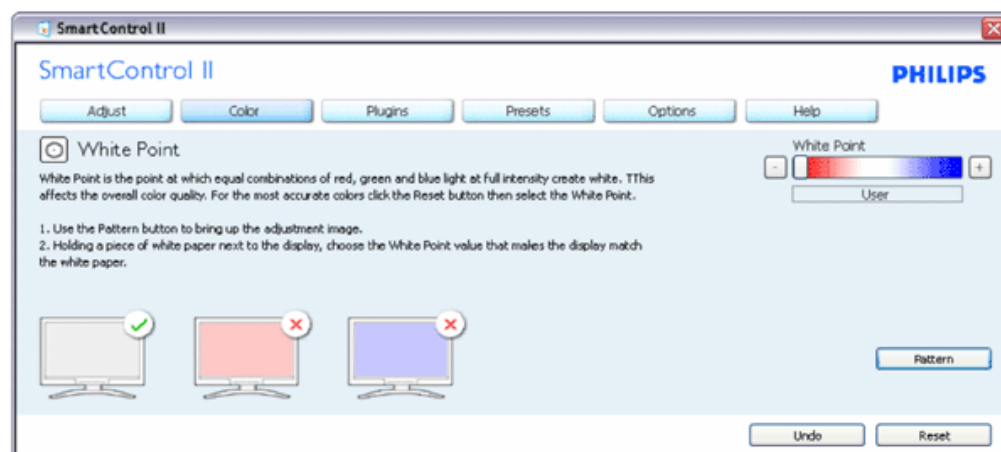 SmartControl II
SmartControl II
PHILIPS
Adjust
Color
Plugins
Presets
Options
Help
White Point
White Point is the point at which equal combinations of red, green and blue light at full intensity create white. TThis
affects the overall color quality. For the most accurate colors click the Reset button then select the White Point.
1. Use the Pattern button to bring up the adjustment image.
2. Holding a piece of white paper next to the display, choose the White Point value that makes the display match
the white paper.
White Point
-
+
User
Pattern
Undo
Reset